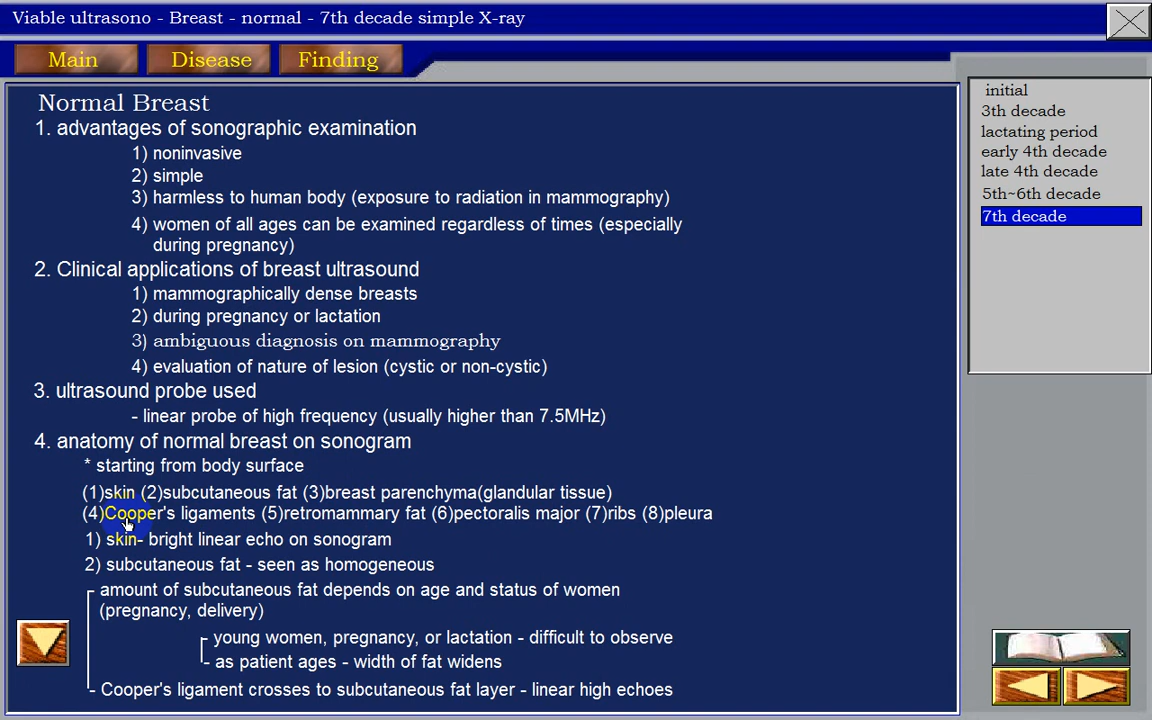 Viable ultrasono - Breast - normal - 7th decade simple X-ray
Main Disease Finding
Normal Breast
1. advantages of sonographic examination
1) noninvasive
2) simple
3) harmless to human body (exposure to radiation in mammography)
4) women of all ages can be examined regardless of times (especially
during pregnancy)
2. Clinical applications of breast ultrasound
1) mammographically dense breasts
2) during pregnancy or lactation
3) ambiguous diagnosis on mammography
4) evaluation of nature of lesion (cystic or non-cystic)
3. ultrasound probe used
- linear probe of high frequency (usually higher than 7.5MHz)
4. anatomy of normal breast on sonogram
* starting from body surface
(1)skin (2)subcutaneous fat (3)breast parenchyma(glandular tissue)
(4)Cooper's ligaments (5)retromammary fat (6)pectoralis major (7)ribs (8)pleura
1) skin- bright linear echo on sonogram
2) subcutaneous fat - seen as homogeneous
amount of subcutaneous fat depends on age and status of women
(pregnancy, delivery)
- young women, pregnancy, or lactation - difficult to observe
- as patient ages - width of fat widens
- Cooper's ligament crosses to subcutaneous fat layer - linear high echoes
initial
3th decade
lactating period
early 4th decade
late 4th decade
5th~6th decade
7th decade